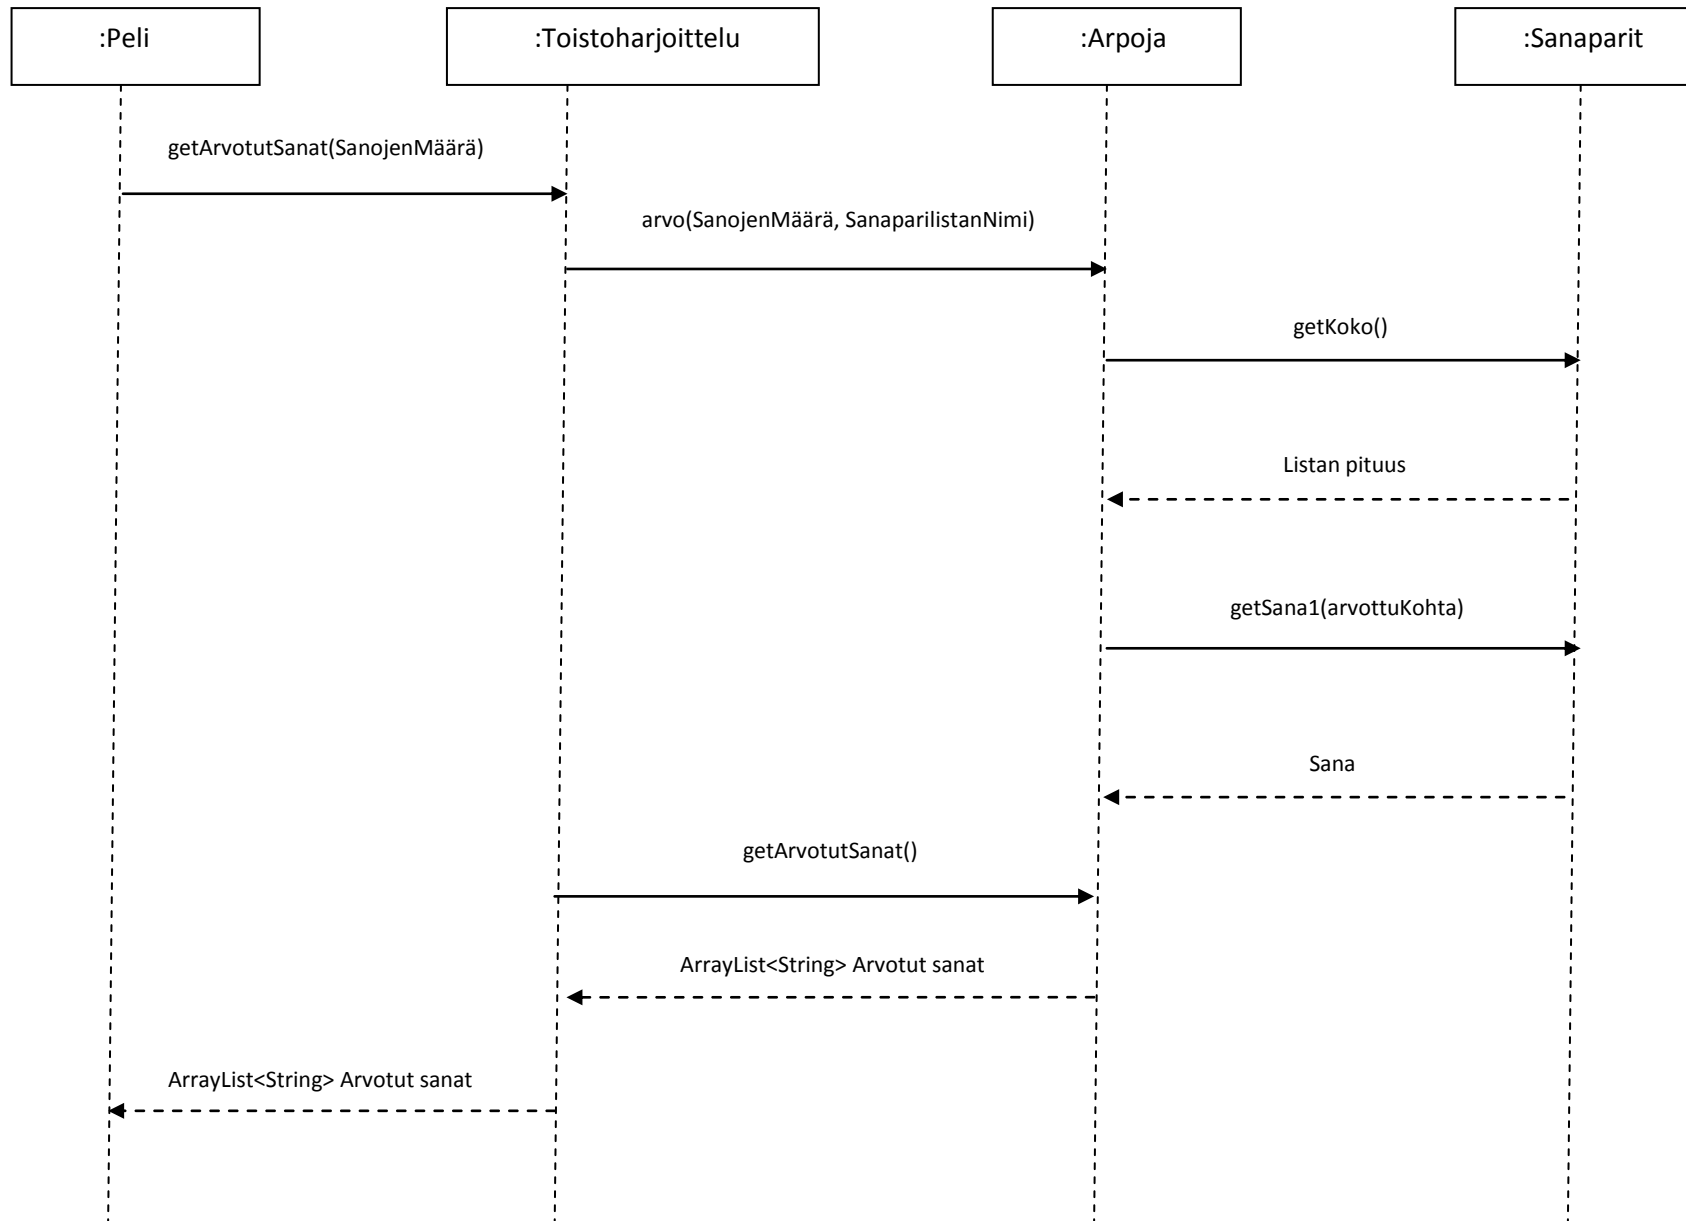 :Peli
:Toistoharjoittelu
:Arpoja
:Sanaparit
getArvotutSanat(SanojenMäärä)
arvo(SanojenMäärä, SanaparilistanNimi)
getKoko()
Listan pituus
getSana1(arvottuKohta)
Sana
getArvotutSanat()
ArrayList<String> Arvotut sanat
ArrayList<String> Arvotut sanat